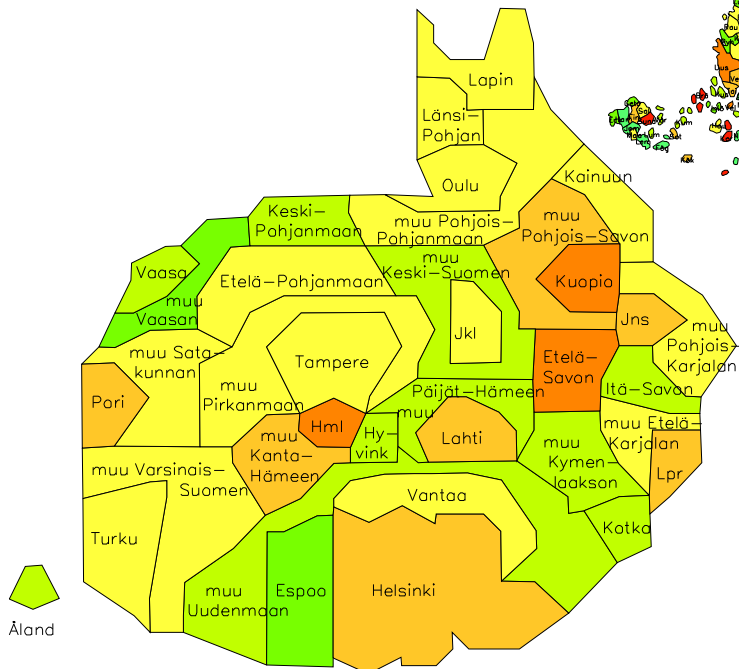 Lapin
Länsi-
Pohjan
Oulu
Kainuun
Keski-
Pohjanmaan
muu Pohjois-
Pohjanmaan
muu
Pohjois-Savon
Vaasa
muu
Vaasan
Etelä-Pohjanmaan
muu
Keski-Suomen
Kuopio
Jns
muu
Pohjois-
Karjalan
Jkl
muu Sata-
kunnan
Tampere
Etelä-
Savon
Itä-Savon
muu
Pirkanmaan
Pori
Päijät-Hämeen
muu
Hml
Hy-
vink
Lahti
muu
Kanta-
Hämeen
muu
Kymen-
laakson
muu Etelä-
Karjalan
Lpr
muu Varsinais-
Suomen
Vantaa
Turku
Kotka
muu
Uudenmaan
Espoo
Helsinki
Åland